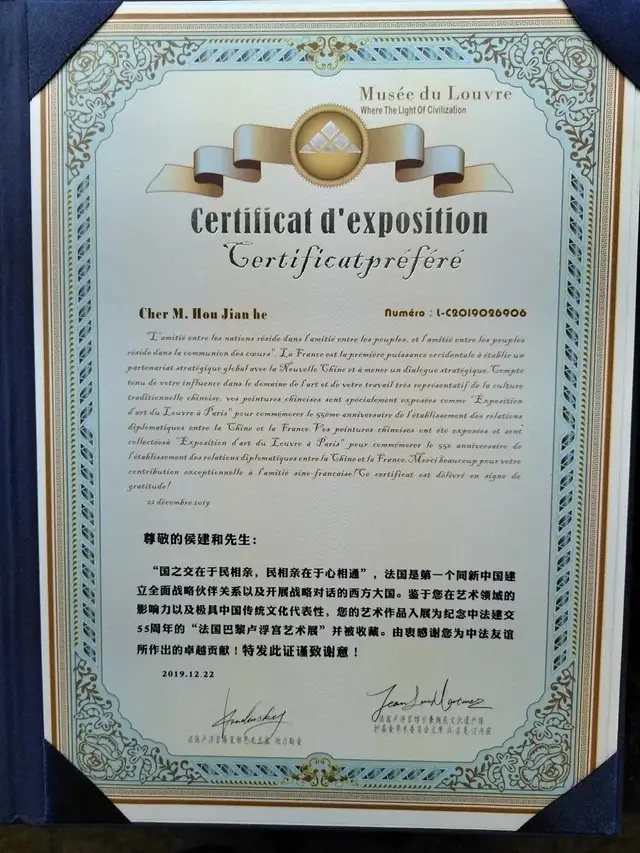 Musée du Louvre
Where The Light Of Civilization
Certificat d'exposition
Certificat préféré
Cher M. Hou Jian he
Numéro : L-C2019026906
"L'amitié entre les nations réside dans l'amitié entre les peuples, et l'amitié entre les peuples
réside dans la communion des cœurs". La France est la première puissance occidentale à établir un
partenariat stratégique global avec la Nouvelle Chine et à mener un dialogue stratégique. Compte
tenu de votre influence dans le domaine de l'art et de votre travail très représentatif de la culture
traditionnelle chinoise, vos peintures chinoises sont spécialement exposées comme "Exposition
d'art du Louvre à Paris" pour commémorer le 55ème anniversaire de l'établissement des relations
diplomatiques entre la Chine et la France. Vos peintures chinoises ont été exposées et sont
collectiosà "Exposition d'art du Louvre à Paris" pour commémorer le 55e anniversaire de
l'établissement des relations diplomatiques entre la Chine et la France. Merci beaucoup pour votre
contribution exceptionnelle à l'amitié sino-française! Ce certificat est délivré en signe de
gratitude!
22 décembre 2019
尊敬的侯建和先生：
“国之交在于民相亲，民相亲在于心相通”，法国是第一个同新中国建
立全面战略伙伴关系以及开展战略对话的西方大国。鉴于您在艺术领域的
影响力以及极具中国传统文化代表性，您的艺术作品入展为纪念中法建交
55周年的“法国巴黎卢浮宫艺术展”并被收藏。由衷感谢您为中法友谊
所作出的卓越贡献！特发此证谨致谢意！
2019.12.22